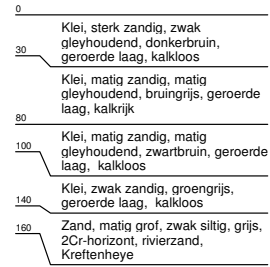 0
Klei, sterk zandig, zwak
gleyhoudend, donkerbruin,
geroerde laag, kalkloos
30
Klei, matig zandig, matig
gleyhoudend, bruingrijs, geroerde
laag, kalkrijk
80
Klei, matig zandig, matig
gleyhoudend, zwartbruin, geroerde
laag, kalkloos
100
Klei, zwak zandig, groengrijs,
geroerde laag, kalkloos
140
Zand, matig grof, zwak siltig, grijs,
2Cr-horizont, rivierzand,
Kreftenheye
160